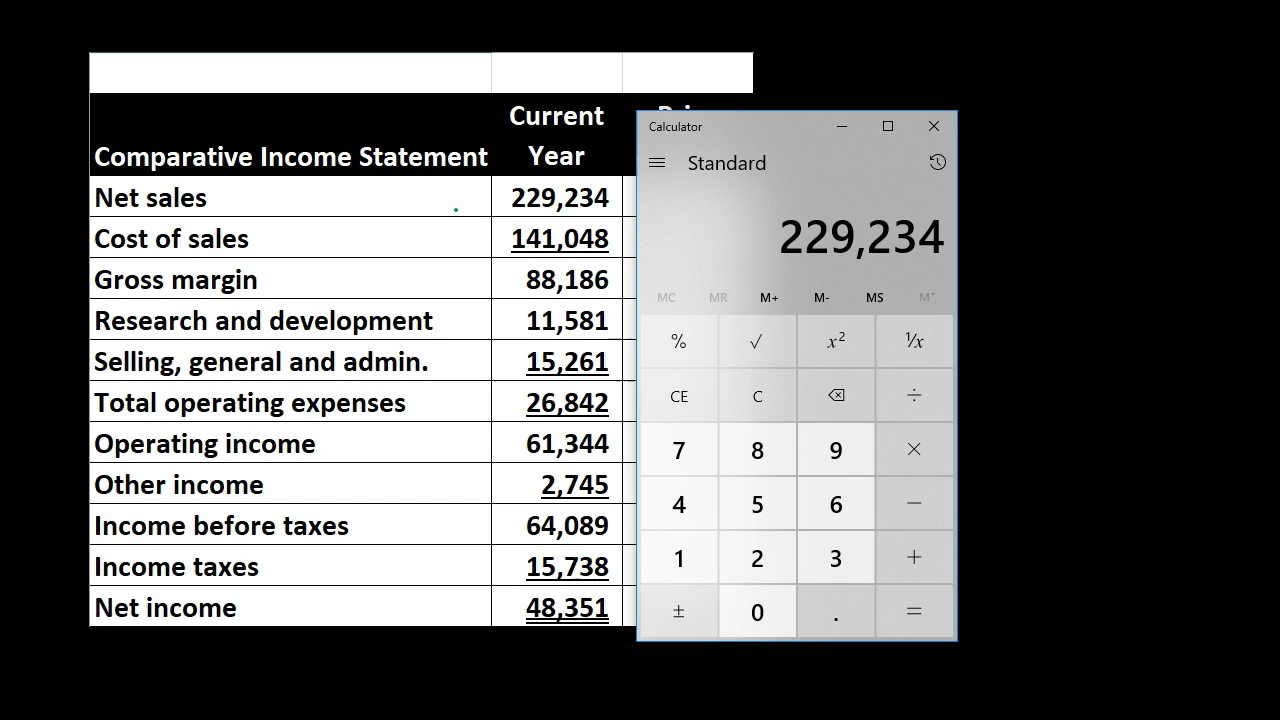 Comparative Income Statement Current Year
Net sales 229,234
Cost of sales 141,048
Gross margin 88,186
Research and development 11,581
Selling, general and admin. 15,261
Total operating expenses 26,842
Operating income 61,344
Other income 2,745
Income before taxes 64,089
Income taxes 15,738
Net income 48,351
Calculator
Standard
229,234
MC MR M+ M- MS M˅
% √ x² ¹/x
CE C ÷
7 8 9 ×
4 5 6 −
1 2 3 +
± 0 . =